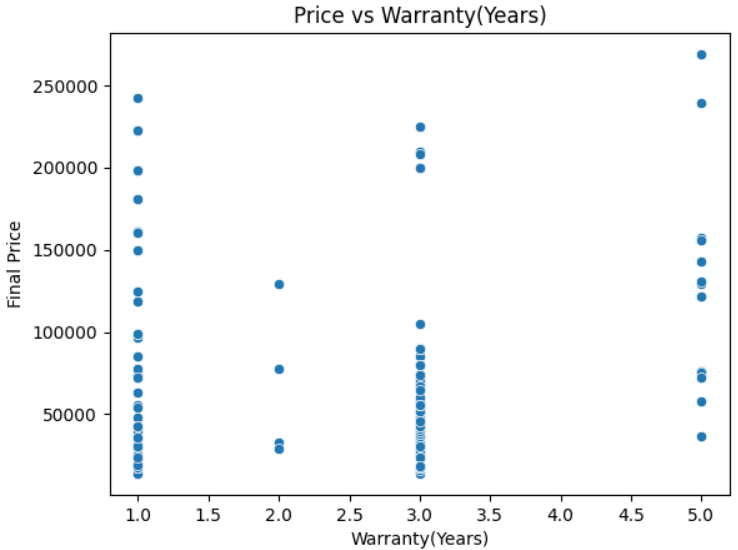 Price vs Warranty(Years)
Final Price
250000
200000
150000
100000
50000
1.0 1.5 2.0 2.5 3.0 3.5 4.0 4.5 5.0
Warranty(Years)